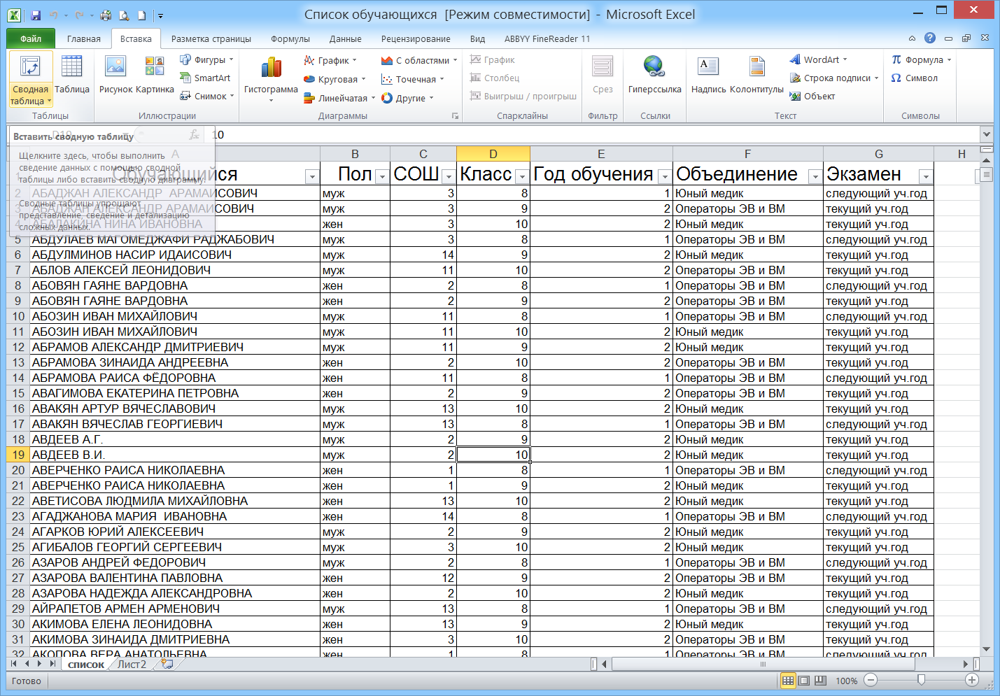 Список обучающихся  [Режим совместимости]  -  Microsoft Excel
Файл Главная Вставка Разметка страницы Формулы Данные Рецензирование Вид ABBYY FineReader 11
Сводная таблица
Таблица
Рисунок Картинка
Фигуры
SmartArt
Снимок
Гистограмма
График
Круговая
Линейчатая
С областями
Точечная
Другие
График
Столбец
Выигрыш / проигрыш
Срез
Гиперссылка
Надпись Колонтитулы
WordArt
Строка подписи
Объект
Формула
Символ
Таблицы Иллюстрации Диаграммы Спарклайны Фильтр Ссылки Текст Символы
D19 fx 10
Вставить сводную таблицу
Щелкните здесь, чтобы выполнить
сведение данных с помощью сводной
таблицы либо вставить сводную диаграмму.
Сводные таблицы упрощают
представление, сведение и детализацию
сложных данных.
A B C D E F G H
1 Обучающийся Пол СОШ Класс Год обучения Объединение Экзамен
2 АБАДЖАН АЛЕКСАНДР  АРАМАИСОВИЧ муж 3 8 1 Юный медик следующий уч.год
3 АБАДЖАН АЛЕКСАНДР АРАМАИСОВИЧ муж 3 9 2 Операторы ЭВ и ВМ текущий уч.год
4 АБАЛАКИНА НИНА ИВАНОВНА жен 3 10 2 Юный медик текущий уч.год
5 АБДУЛАЕВ МАГОМЕДЖАФИ РАДЖАБОВИЧ муж 3 8 1 Операторы ЭВ и ВМ следующий уч.год
6 АБДУЛМИНОВ НАСИР ИДАИСОВИЧ муж 14 9 2 Юный медик текущий уч.год
7 АБЛОВ АЛЕКСЕЙ ЛЕОНИДОВИЧ муж 11 10 2 Операторы ЭВ и ВМ текущий уч.год
8 АБОВЯН ГАЯНЕ ВАРДОВНА жен 2 8 1 Операторы ЭВ и ВМ следующий уч.год
9 АБОВЯН ГАЯНЕ ВАРДОВНА жен 2 9 2 Операторы ЭВ и ВМ текущий уч.год
10 АБОЗИН ИВАН МИХАЙЛОВИЧ муж 11 8 1 Операторы ЭВ и ВМ следующий уч.год
11 АБОЗИН ИВАН МИХАЙЛОВИЧ муж 11 10 2 Юный медик текущий уч.год
12 АБРАМОВ АЛЕКСАНДР ДМИТРИЕВИЧ муж 11 9 2 Юный медик текущий уч.год
13 АБРАМОВА ЗИНАИДА АНДРЕЕВНА жен 2 10 2 Операторы ЭВ и ВМ текущий уч.год
14 АБРАМОВА РАИСА ФЁДОРОВНА жен 11 8 1 Операторы ЭВ и ВМ следующий уч.год
15 АВАГИМОВА ЕКАТЕРИНА ПЕТРОВНА жен 2 9 2 Операторы ЭВ и ВМ текущий уч.год
16 АВАКЯН АРТУР ВЯЧЕСЛАВОВИЧ муж 13 10 2 Юный медик текущий уч.год
17 АВАКЯН ВЯЧЕСЛАВ ГЕОРГИЕВИЧ муж 13 8 1 Операторы ЭВ и ВМ следующий уч.год
18 АВДЕЕВ А.Г. муж 2 9 2 Юный медик текущий уч.год
19 АВДЕЕВ В.И. муж 2 10 2 Юный медик текущий уч.год
20 АВЕРЧЕНКО РАИСА НИКОЛАЕВНА жен 1 8 1 Операторы ЭВ и ВМ следующий уч.год
21 АВЕРЧЕНКО РАИСА НИКОЛАЕВНА жен 1 9 2 Юный медик текущий уч.год
22 АВЕТИСОВА ЛЮДМИЛА МИХАЙЛОВНА жен 13 10 2 Юный медик текущий уч.год
23 АГАДЖАНОВА МАРИЯ  ИВАНОВНА жен 14 8 1 Операторы ЭВ и ВМ следующий уч.год
24 АГАРКОВ ЮРИЙ АЛЕКСЕЕВИЧ муж 2 9 2 Юный медик текущий уч.год
25 АГИБАЛОВ ГЕОРГИЙ СЕРГЕЕВИЧ муж 3 10 2 Юный медик текущий уч.год
26 АЗАРОВ АНДРЕЙ ФЕДОРОВИЧ муж 2 8 1 Операторы ЭВ и ВМ следующий уч.год
27 АЗАРОВА ВАЛЕНТИНА ПАВЛОВНА жен 12 9 2 Операторы ЭВ и ВМ текущий уч.год
28 АЗАРОВА НАДЕЖДА АЛЕКСАНДРОВНА жен 2 10 2 Юный медик текущий уч.год
29 АЙРАПЕТОВ АРМЕН АРМЕНОВИЧ муж 13 8 1 Операторы ЭВ и ВМ следующий уч.год
30 АКИМОВА ЕЛЕНА ЛЕОНИДОВНА жен 13 9 2 Юный медик текущий уч.год
31 АКИМОВА ЗИНАИДА ДМИТРИЕВНА жен 3 10 2 Операторы ЭВ и ВМ текущий уч.год
32 АКОПОВА ВЕРА АНАТОЛЬЕВНА жен 1 8 1 Операторы ЭВ и ВМ следующий уч.год
список Лист2
Готово 100%